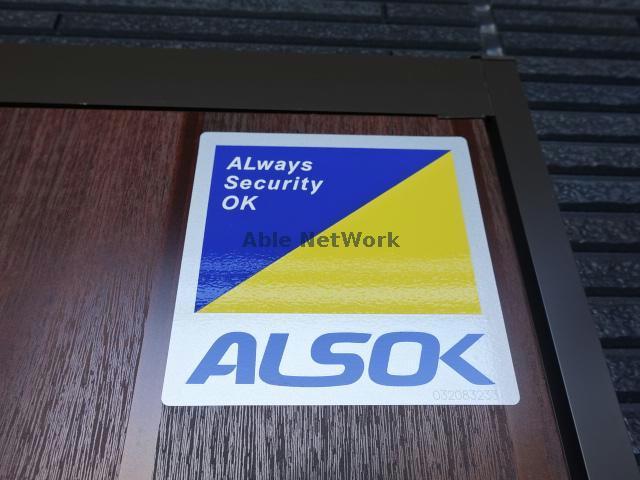 ALways
Security
OK
Able NetWork
ALSOK
032083233